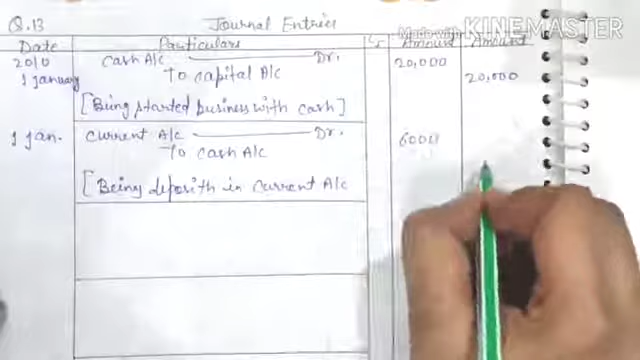 Q.13 Journal Entries
Made with KINEMASTER
Date Particulars L.F Amount Amount
2010 Cash A/c Dr. 20,000
1 January To capital A/c 20,000
[Being started business with cash]
1 Jan. Current A/c Dr. 6000
To cash A/c
[Being deposith in current A/c